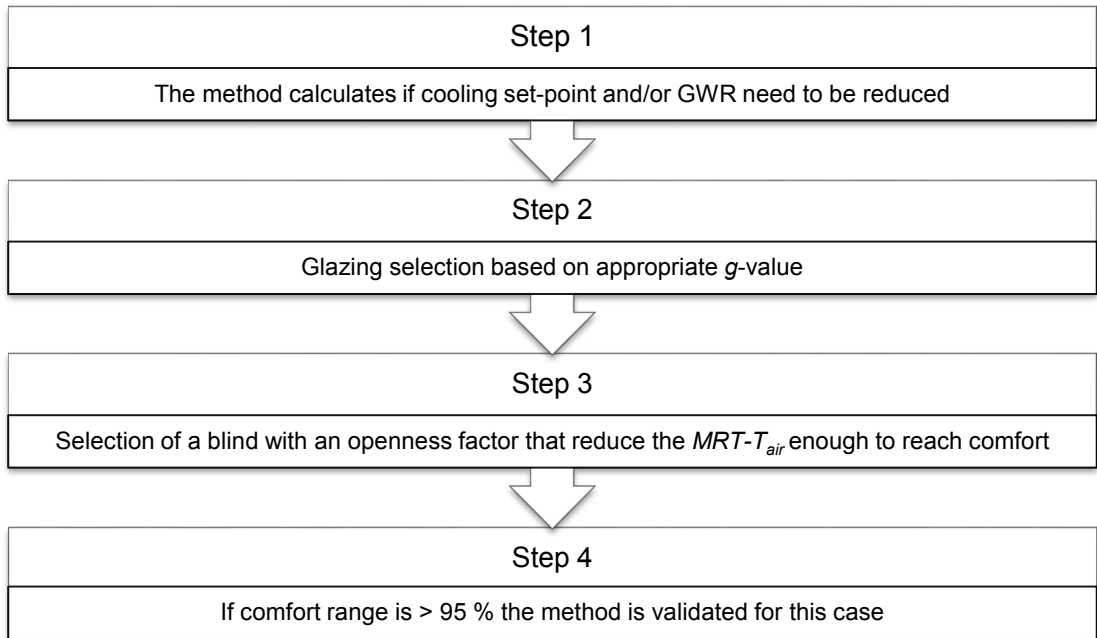 Step 1
The method calculates if cooling set-point and/or GWR need to be reduced
Step 2
Glazing selection based on appropriate g-value
Step 3
Selection of a blind with an openness factor that reduce the MRT-Tair enough to reach comfort
Step 4
If comfort range is > 95 % the method is validated for this case